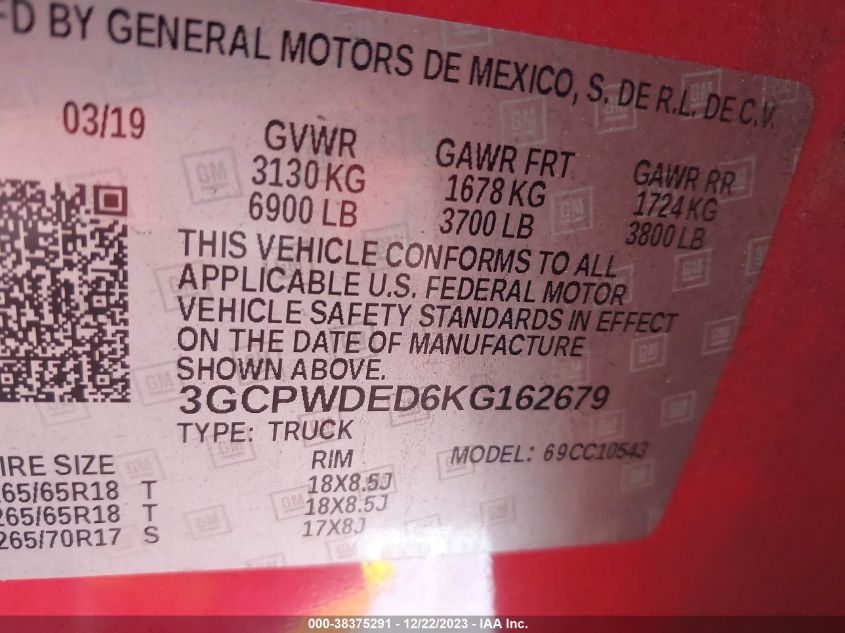 FD BY GENERAL MOTORS DE MEXICO, S. DE R.L. DE C.V.
03/19
GVWR GAWR FRT GAWR RR
3130 KG 1678 KG 1724 KG
6900 LB 3700 LB 3800 LB
THIS VEHICLE CONFORMS TO ALL
APPLICABLE U.S. FEDERAL MOTOR
VEHICLE SAFETY STANDARDS IN EFFECT
ON THE DATE OF MANUFACTURE
SHOWN ABOVE.
3GCPWDED6KG162679
TYPE: TRUCK MODEL: 69CC10543
IRE SIZE RIM
265/65R18 T 18X8.5J
265/65R18 T 18X8.5J
265/70R17 S 17X8J
000-38375291 - 12/22/2023 - IAA Inc.